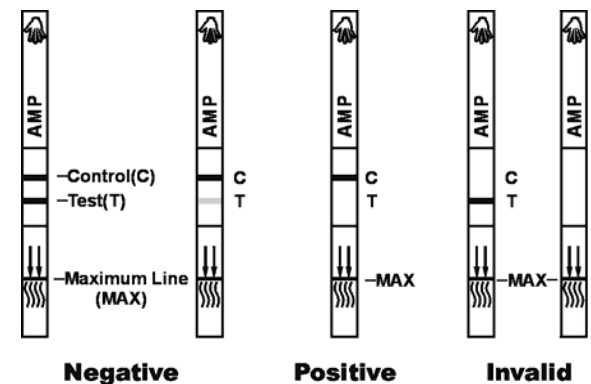 AMP AMP AMP AMP AMP
–Control(C) C C C
–Test(T) T T T
–Maximum Line –MAX –MAX–
(MAX)
Negative Positive Invalid